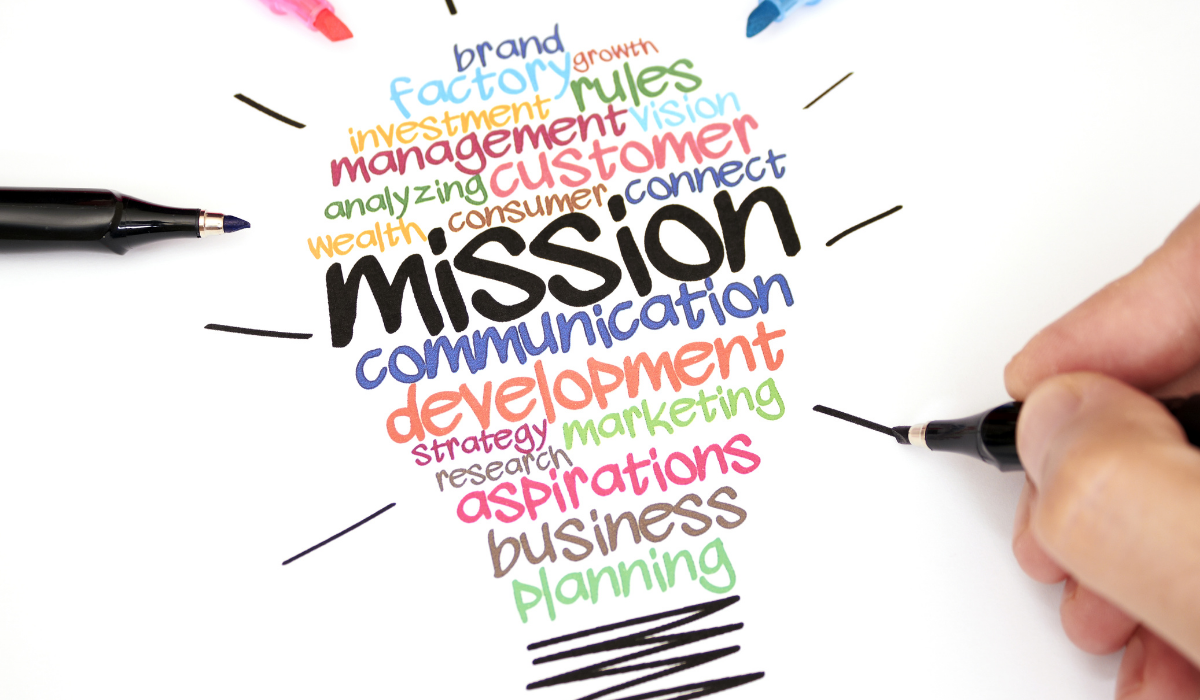 brand
growth
factory
rules
investment
vision
management
customer
analyzing
connect
consumer
wealth
mission
communication
development
marketing
strategy
research
aspirations
business
planning